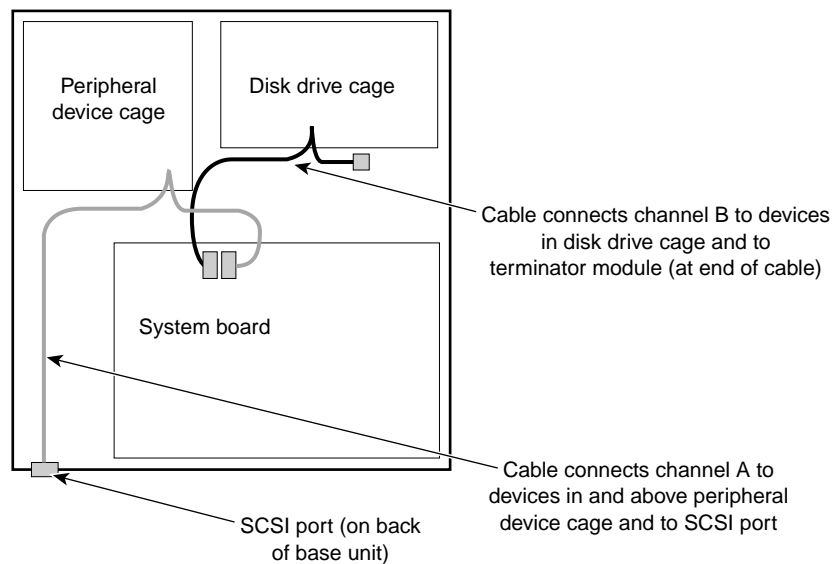 Peripheral
device cage
Disk drive cage
Cable connects channel B to devices
in disk drive cage and to
terminator module (at end of cable)
System board
Cable connects channel A to
devices in and above peripheral
device cage and to SCSI port
SCSI port (on back
of base unit)